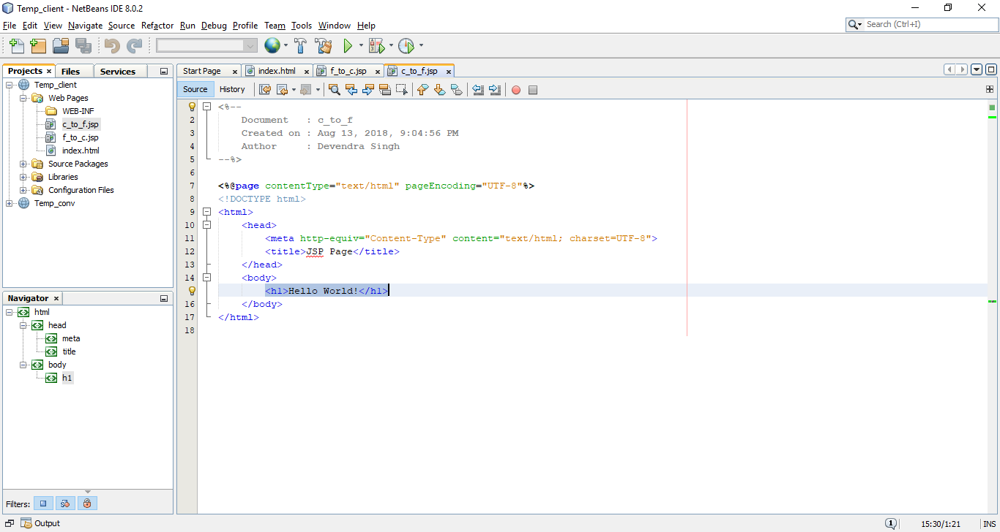 Temp_client - NetBeans IDE 8.0.2
File Edit View Navigate Source Refactor Run Debug Profile Team Tools Window Help
Search (Ctrl+I)
Projects × Files Services
Temp_client
Web Pages
WEB-INF
c_to_f.jsp
f_to_c.jsp
index.html
Source Packages
Libraries
Configuration Files
Temp_conv
Navigator ×
html
head
meta
title
body
h1
Filters:
Start Page × index.html × f_to_c.jsp × c_to_f.jsp ×
Source History
<%--
2 Document   : c_to_f
3 Created on : Aug 13, 2018, 9:04:56 PM
4 Author     : Devendra Singh
5 --%>
6
7 <%@page contentType="text/html" pageEncoding="UTF-8"%>
8 <!DOCTYPE html>
9 <html>
10 <head>
11 <meta http-equiv="Content-Type" content="text/html; charset=UTF-8">
12 <title>JSP Page</title>
13 </head>
14 <body>
<h1>Hello World!</h1>
16 </body>
17 </html>
18
Output
1 15:30/1:21 INS